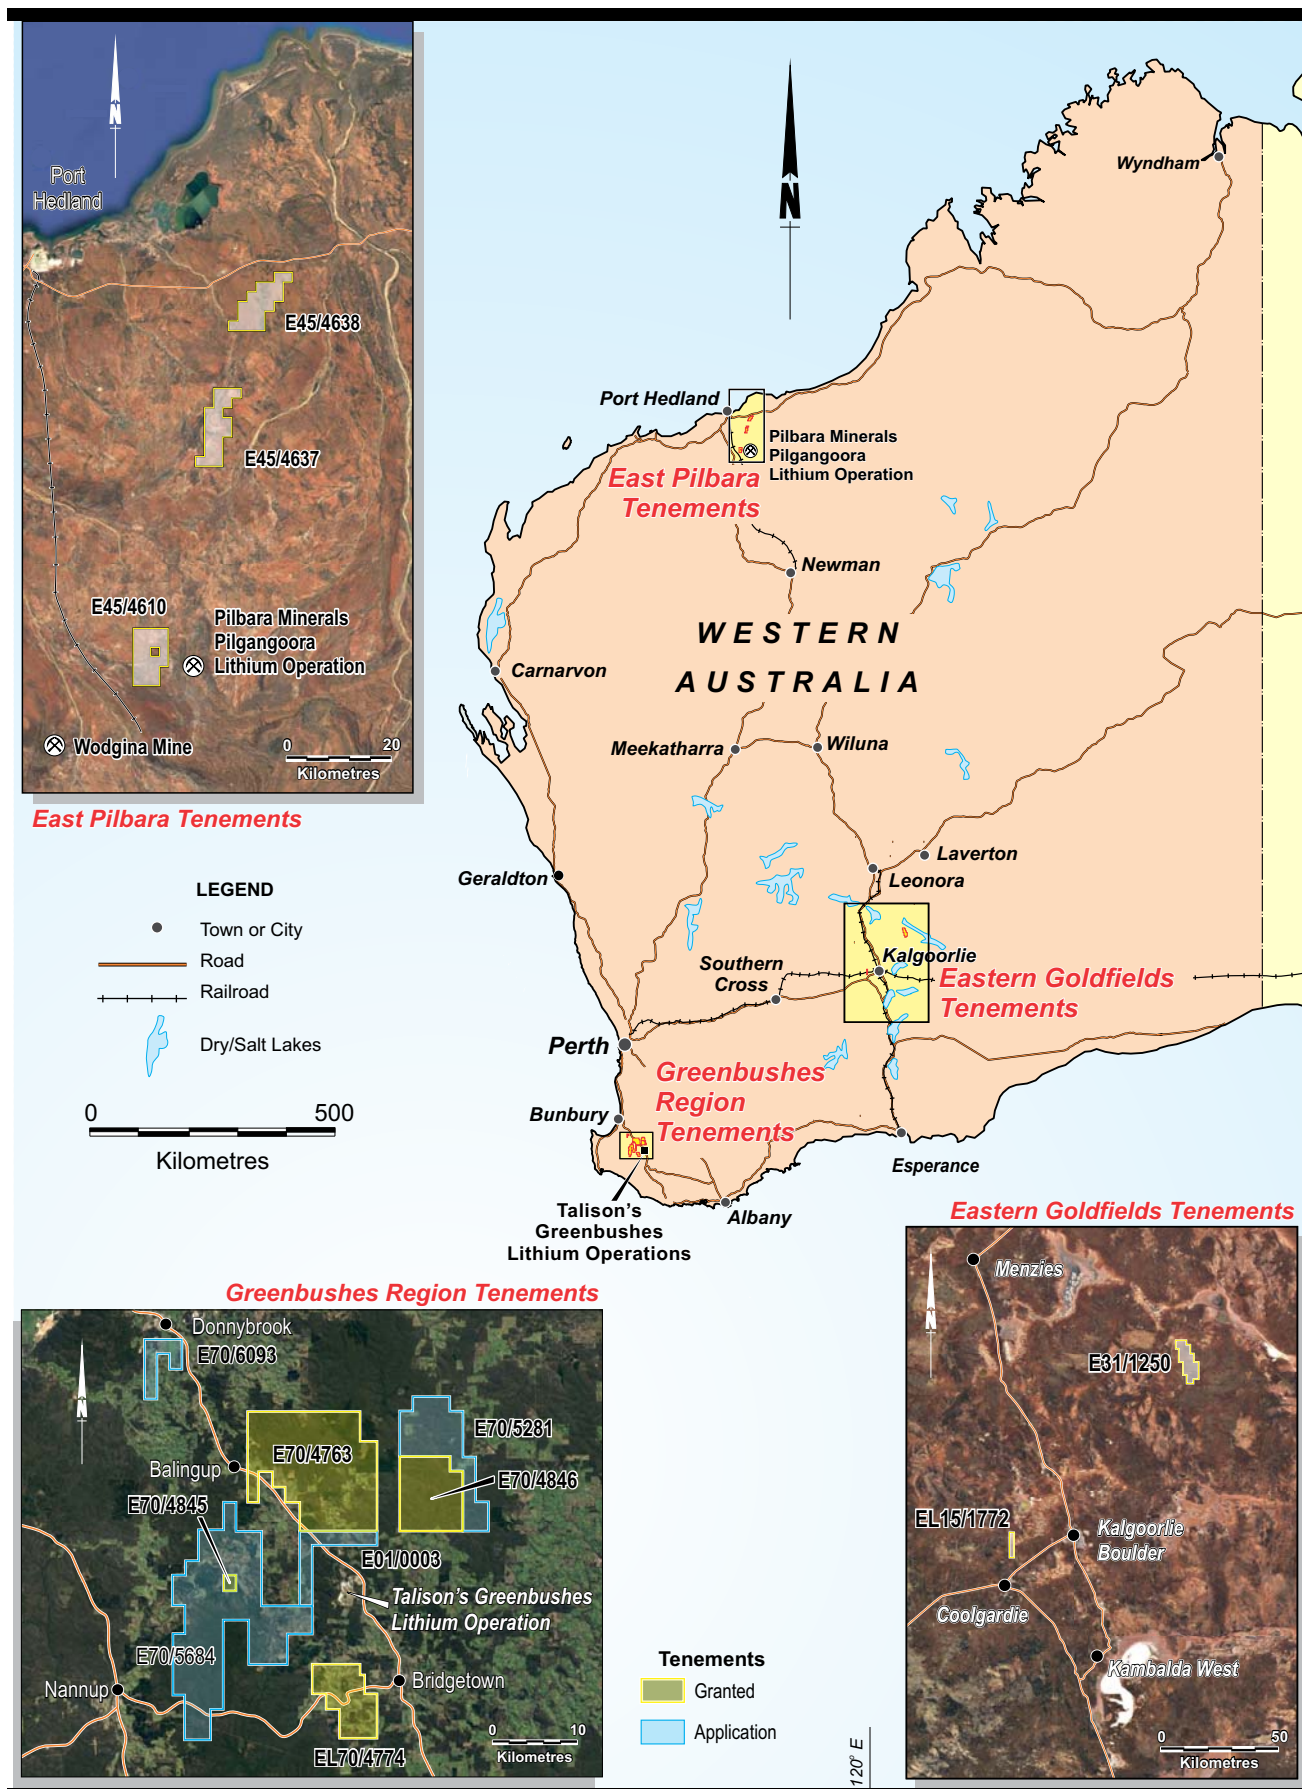 N
Port
Hedland
E45/4638
E45/4637
E45/4610
Pilbara Minerals
Pilgangoora
Lithium Operation
Wodgina Mine
0 20
Kilometres
East Pilbara Tenements
LEGEND
Town or City
Road
Railroad
Dry/Salt Lakes
0 500
Kilometres
N
Wyndham
Port Hedland
Pilbara Minerals
Pilgangoora
Lithium Operation
East Pilbara
Tenements
Newman
WESTERN
AUSTRALIA
Carnarvon
Meekatharra
Wiluna
Laverton
Leonora
Geraldton
Kalgoorlie
Southern
Cross
Eastern Goldfields
Tenements
Perth
Greenbushes
Region
Tenements
Bunbury
Esperance
Albany
Talison's
Greenbushes
Lithium Operations
Greenbushes Region Tenements
N
Donnybrook
E70/6093
E70/4763
E70/5281
E70/4846
Balingup
E70/4845
E01/0003
Talison's Greenbushes
Lithium Operation
E70/5684
Nannup
Bridgetown
EL70/4774
0 10
Kilometres
Tenements
Granted
Application
120° E
Eastern Goldfields Tenements
N
Menzies
E31/1250
EL15/1772
Kalgoorlie
Boulder
Coolgardie
Kambalda West
0 50
Kilometres